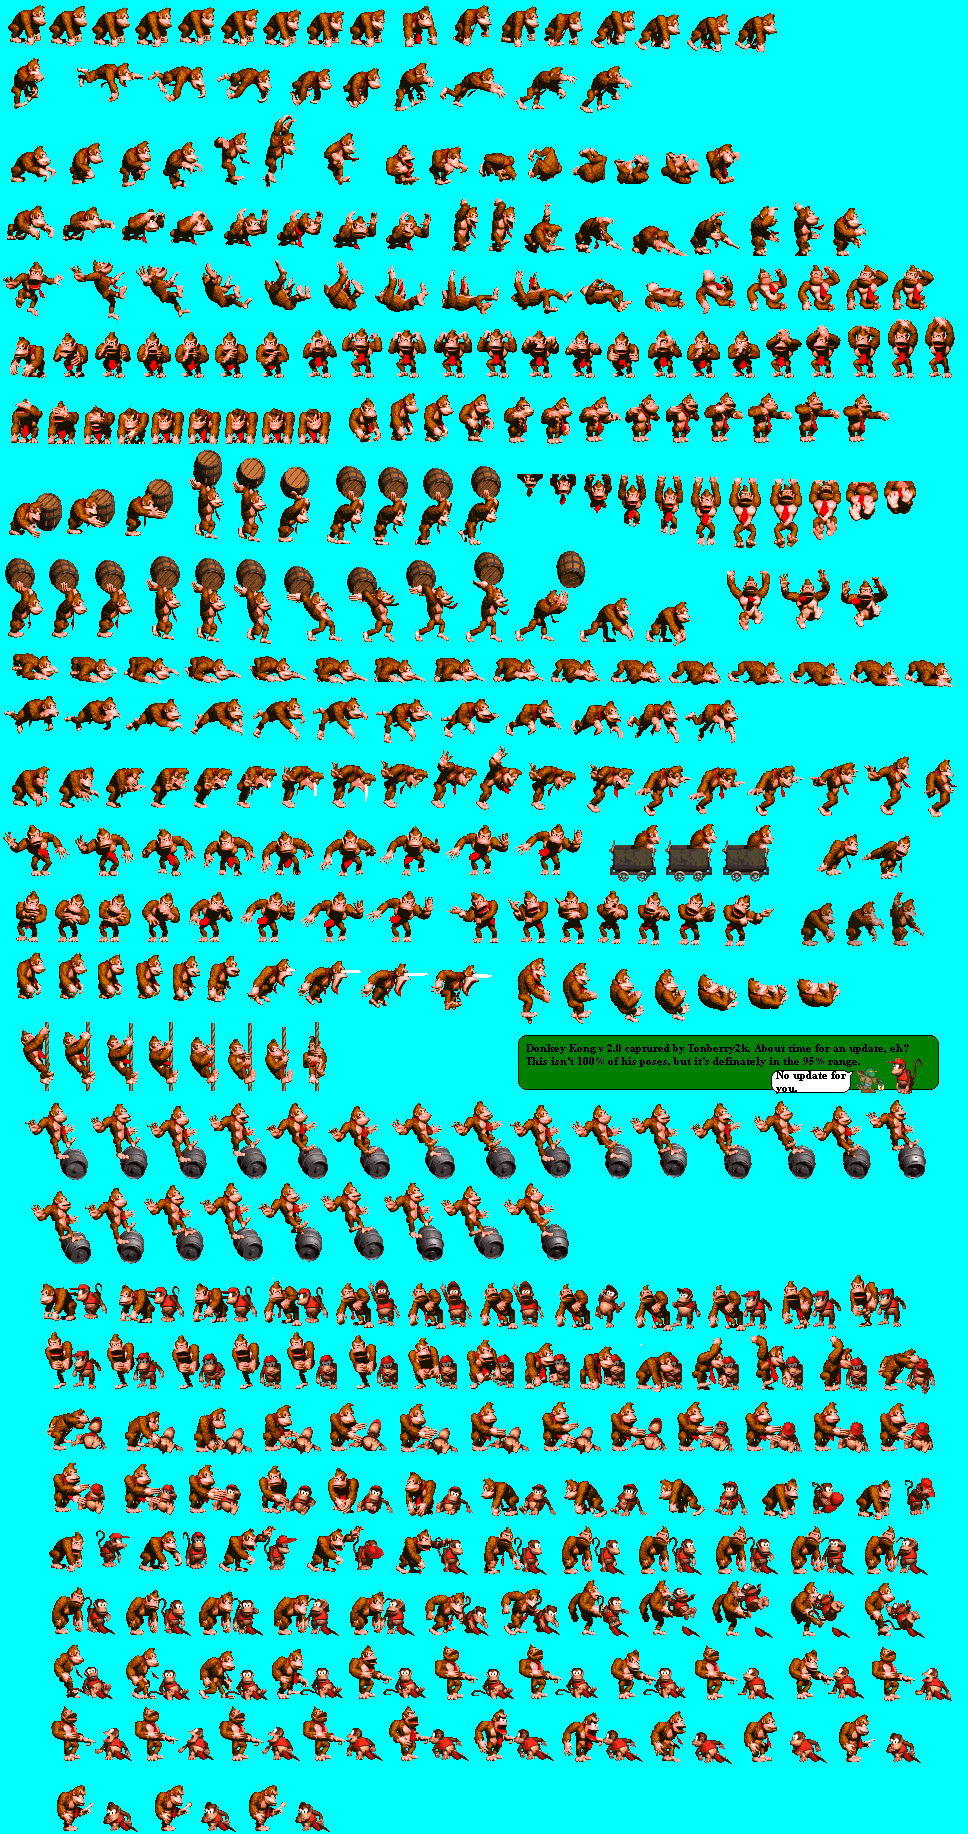 Donkey Kong v 2.0 captured by Tonberry2k. About time for an update, eh?
This isn't 100% of his poses, but it's definately in the 95% range.
No update for
you.